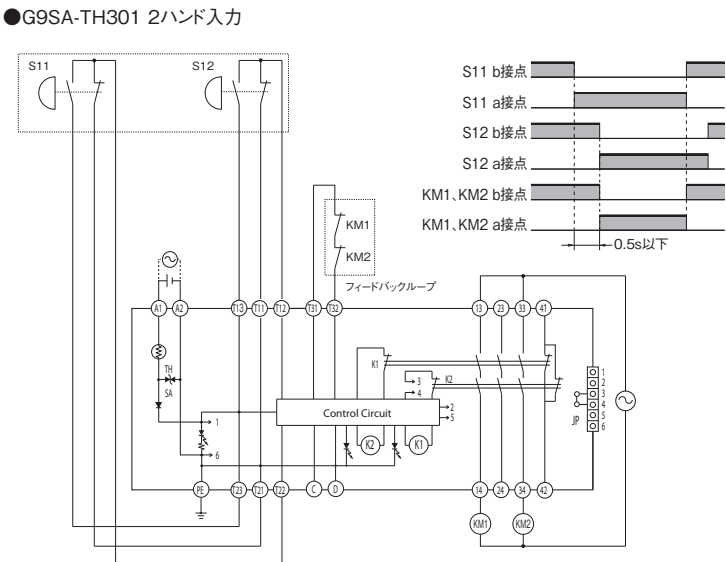 ●G9SA-TH301 2ハンド入力
S11
S12
S11 b接点
S11 a接点
S12 b接点
S12 a接点
KM1、KM2 b接点
KM1、KM2 a接点
0.5s以下
KM1
KM2
フィードバックループ
A1 A2 T13 T11 T12 T31 T32 13 23 33 41
TH
SA
K1
3
K2
4
1
2
3
4
5
6
JP
Control Circuit
2
5
1
6
K2 K1
PE T23 T21 T22 C D 14 24 34 42
KM1 KM2